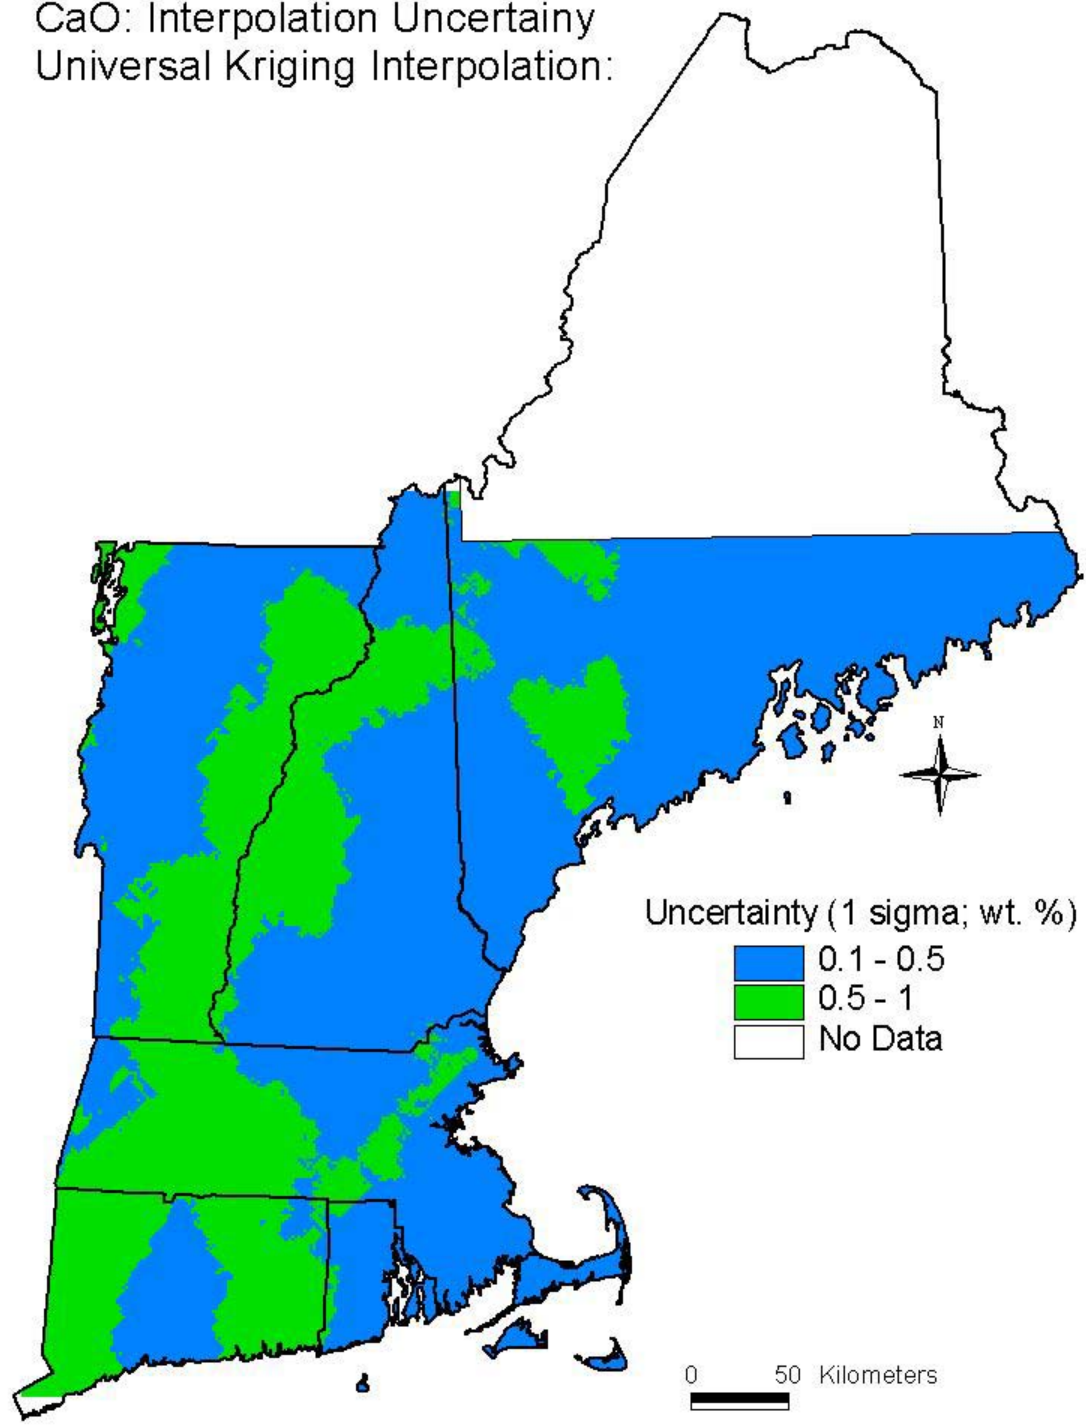 CaO: Interpolation Uncertainy
Universal Kriging Interpolation:
N
Uncertainty (1 sigma; wt. %)
0.1 - 0.5
0.5 - 1
No Data
0 50 Kilometers